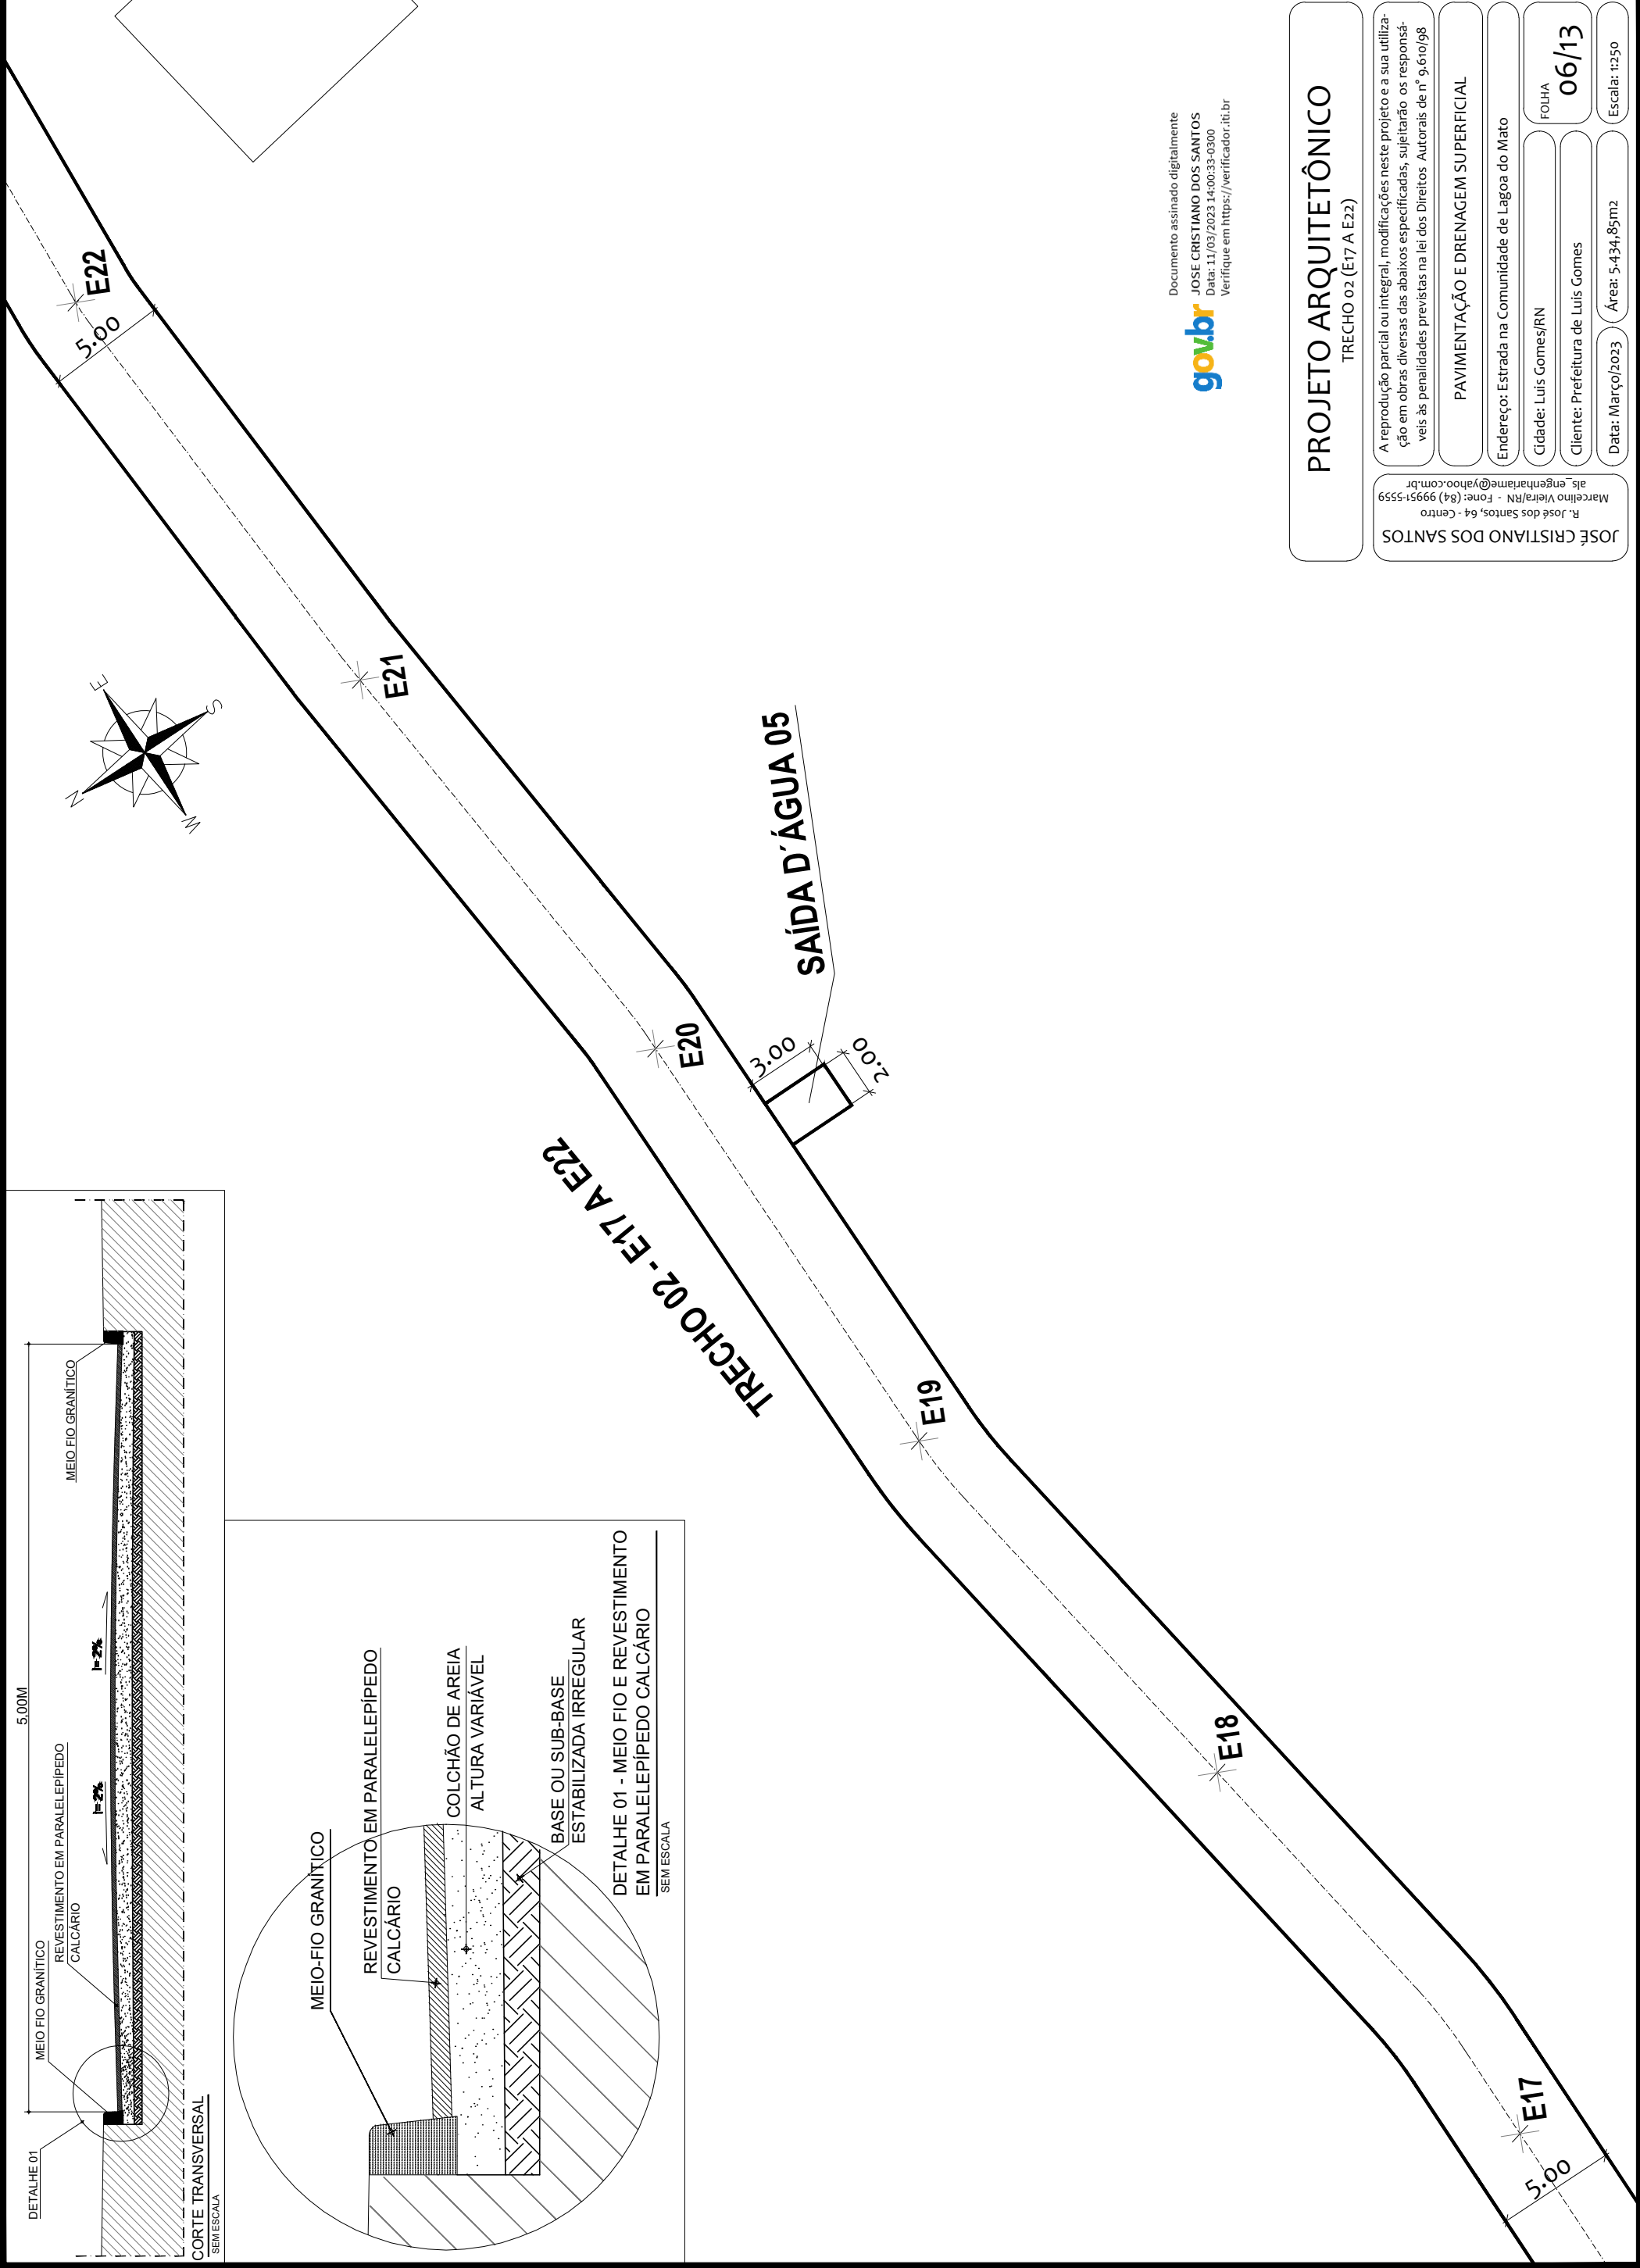 5,00M
MEIO FIO GRANÍTICO
REVESTIMENTO EM PARALELEPÍPEDO
CALCÁRIO
I=2%
I=2%
MEIO FIO GRANÍTICO
DETALHE 01
CORTE TRANSVERSAL
SEM ESCALA
MEIO-FIO GRANÍTICO
REVESTIMENTO EM PARALELEPÍPEDO
CALCÁRIO
COLCHÃO DE AREIA
ALTURA VARIÁVEL
BASE OU SUB-BASE
ESTABILIZADA IRREGULAR
DETALHE 01 - MEIO FIO E REVESTIMENTO
EM PARALELEPÍPEDO CALCÁRIO
SEM ESCALA
N
E
S
W
E22
5.00
E21
E20
3.00
2.00
SAÍDA D´ÁGUA 05
TRECHO 02 - E17 A E22
E19
E18
E17
5.00
gov.br
Documento assinado digitalmente
JOSE CRISTIANO DOS SANTOS
Data: 11/03/2023 14:00:33-0300
Verifique em https://verificador.iti.br
PROJETO ARQUITETÔNICO
TRECHO 02 (E17 A E22)
A reprodução parcial ou integral, modificações neste projeto e a sua utiliza-
ção em obras diversas das abaixos especificadas, sujeitarão os responsá-
veis às penalidades previstas na lei dos Direitos Autorais de n° 9.610/98
PAVIMENTAÇÃO E DRENAGEM SUPERFICIAL
Endereço: Estrada na Comunidade de Lagoa do Mato
Cidade: Luis Gomes/RN
Cliente: Prefeitura de Luis Gomes
FOLHA
06/13
Data: Março/2023
Área: 5.434,85m2
Escala: 1:250
JOSÉ CRISTIANO DOS SANTOS
R. José dos Santos, 64 - Centro
Marcelino Vieira/RN - Fone: (84) 99951-5559
als_engenhariame@yahoo.com.br